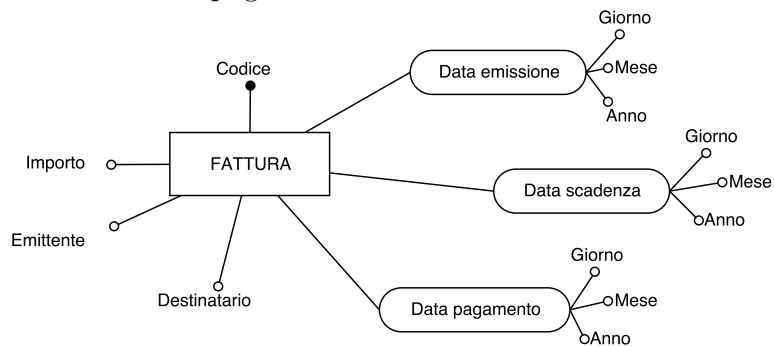 Giorno
Codice
Data emissione
Mese
Anno
Giorno
Importo
FATTURA
Data scadenza
Mese
Anno
Emittente
Giorno
Destinatario
Data pagamento
Mese
Anno